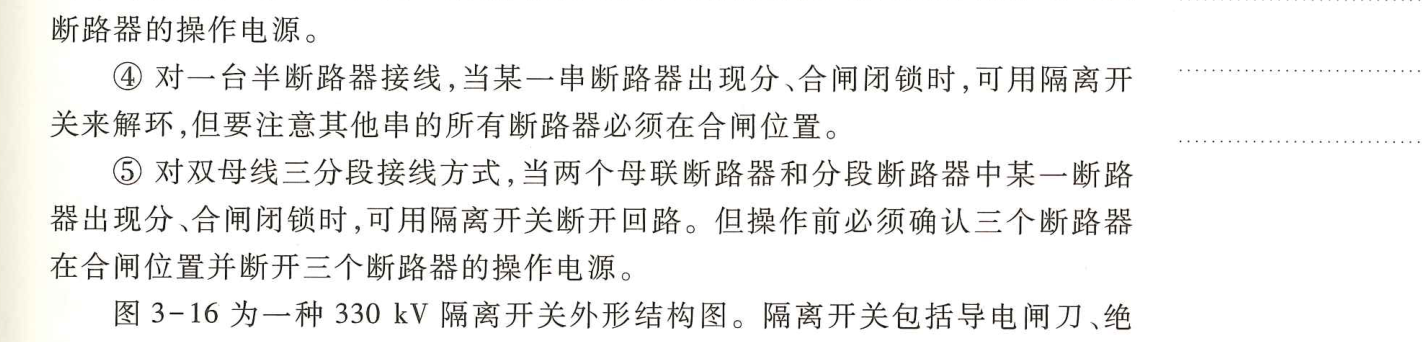 断路器的操作电源。
④ 对一台半断路器接线,当某一串断路器出现分、合闸闭锁时,可用隔离开
关来解环,但要注意其他串的所有断路器必须在合闸位置。
⑤ 对双母线三分段接线方式,当两个母联断路器和分段断路器中某一断路
器出现分、合闸闭锁时,可用隔离开关断开回路。但操作前必须确认三个断路器
在合闸位置并断开三个断路器的操作电源。
图 3-16 为一种 330 kV 隔离开关外形结构图。隔离开关包括导电闸刀、绝